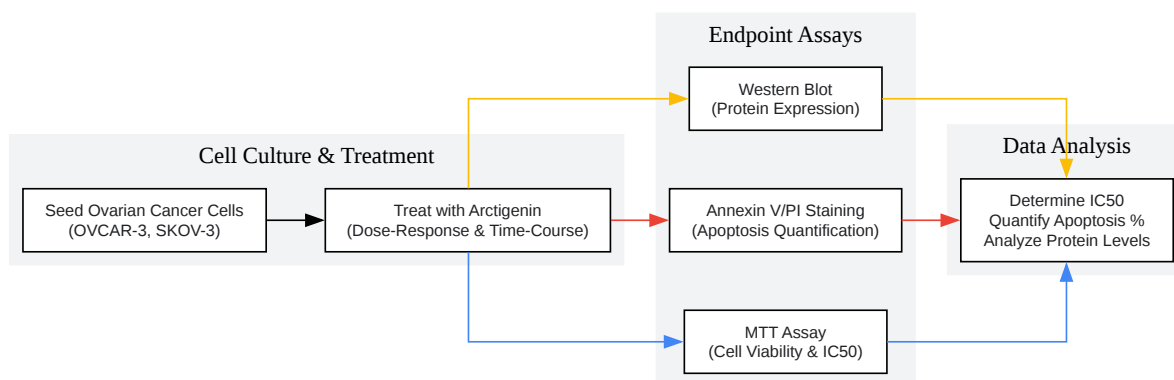 Cell Culture & Treatment
Seed Ovarian Cancer Cells
(OVCAR-3, SKOV-3)
Treat with Arctigenin
(Dose-Response & Time-Course)
Endpoint Assays
Western Blot
(Protein Expression)
Annexin V/PI Staining
(Apoptosis Quantification)
MTT Assay
(Cell Viability & IC50)
Data Analysis
Determine IC50
Quantify Apoptosis %
Analyze Protein Levels